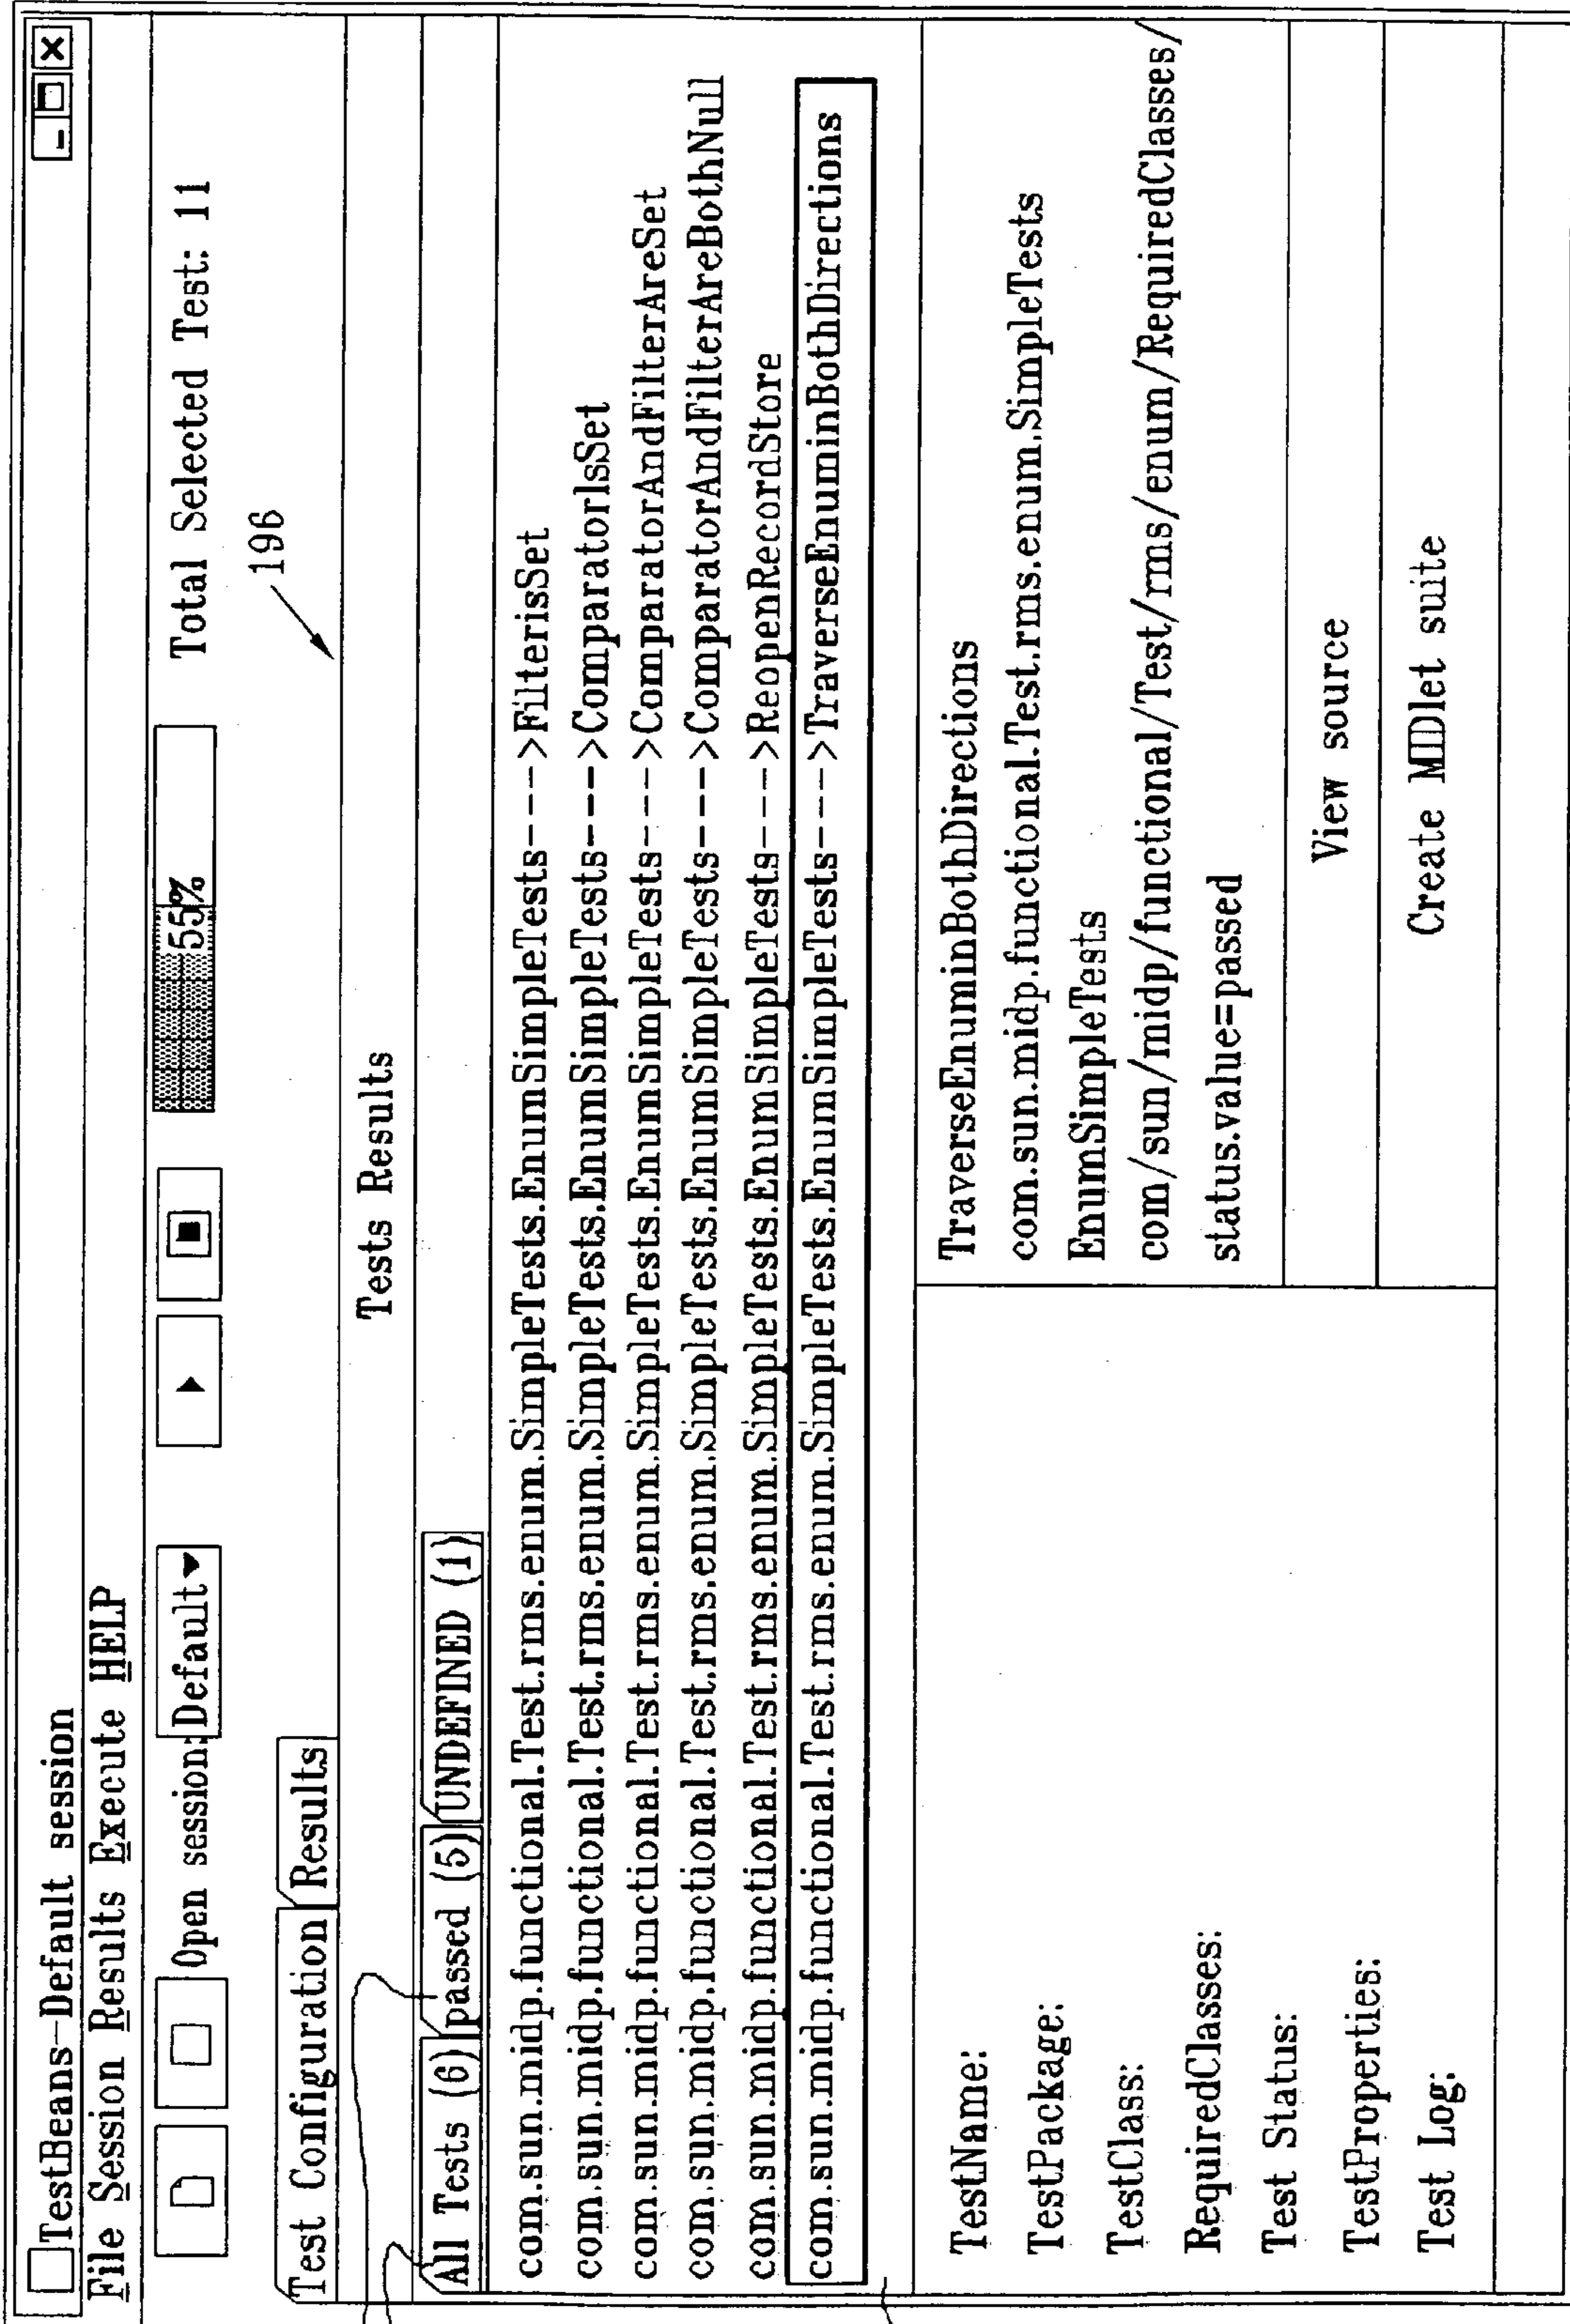 TestBeans-Default session
File Session Results Execute HELP
Open session: Default 55% Total Selected Test: 11
196
Test Configuration Results
Tests Results
All Tests (6) passed (5) UNDEFINED (1)
com.sun.midp.functional.Test.rms.enum.SimpleTests.EnumSimpleTests--->FilterisSet
com.sun.midp.functional.Test.rms.enum.SimpleTests.EnumSimpleTests--->ComparatorIsSet
com.sun.midp.functional.Test.rms.enum.SimpleTests.EnumSimpleTests--->ComparatorAndFilterAreSet
com.sun.midp.functional.Test.rms.enum.SimpleTests.EnumSimpleTests--->ComparatorAndFilterAreBothNull
com.sun.midp.functional.Test.rms.enum.SimpleTests.EnumSimpleTests--->ReopenRecordStore
com.sun.midp.functional.Test.rms.enum.SimpleTests.EnumSimpleTests--->TraverseEnuminBothDirections
TestName: TraverseEnuminBothDirections
TestPackage: com.sun.midp.functional.Test.rms.enum.SimpleTests
TestClass: EnumSimpleTests
RequiredClasses: com/sun/midp/functional/Test/rms/enum/RequiredClasses/
Test Status: status.value=passed
TestProperties: View source
Test Log: Create MIDlet suite